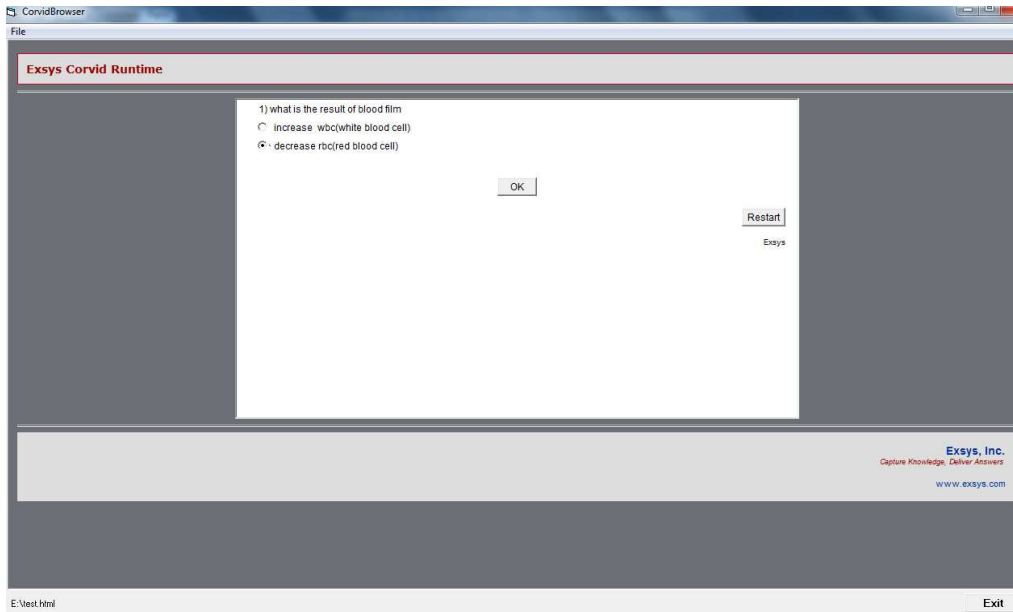 CorvidBrowser
File
Exsys Corvid Runtime
1) what is the result of blood film
increase wbc(white blood cell)
decrease rbc(red blood cell)
OK
Restart
Exsys
Exsys, Inc.
Capture Knowledge, Deliver Answers
www.exsys.com
E:\test.html
Exit